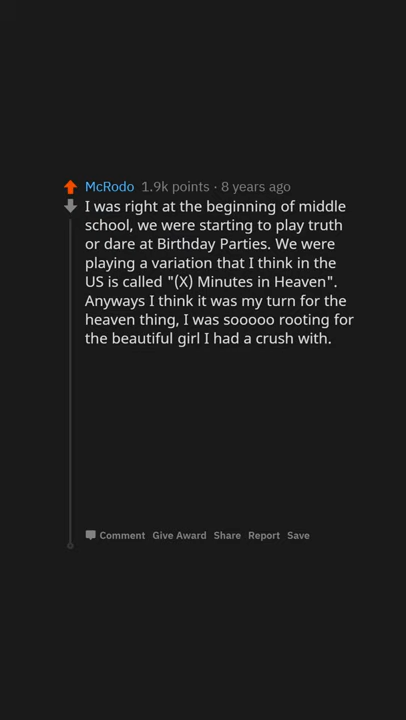 McRodo 1.9k points · 8 years ago
I was right at the beginning of middle
school, we were starting to play truth
or dare at Birthday Parties. We were
playing a variation that I think in the
US is called "(X) Minutes in Heaven".
Anyways I think it was my turn for the
heaven thing, I was sooooo rooting for
the beautiful girl I had a crush with.
Comment Give Award Share Report Save